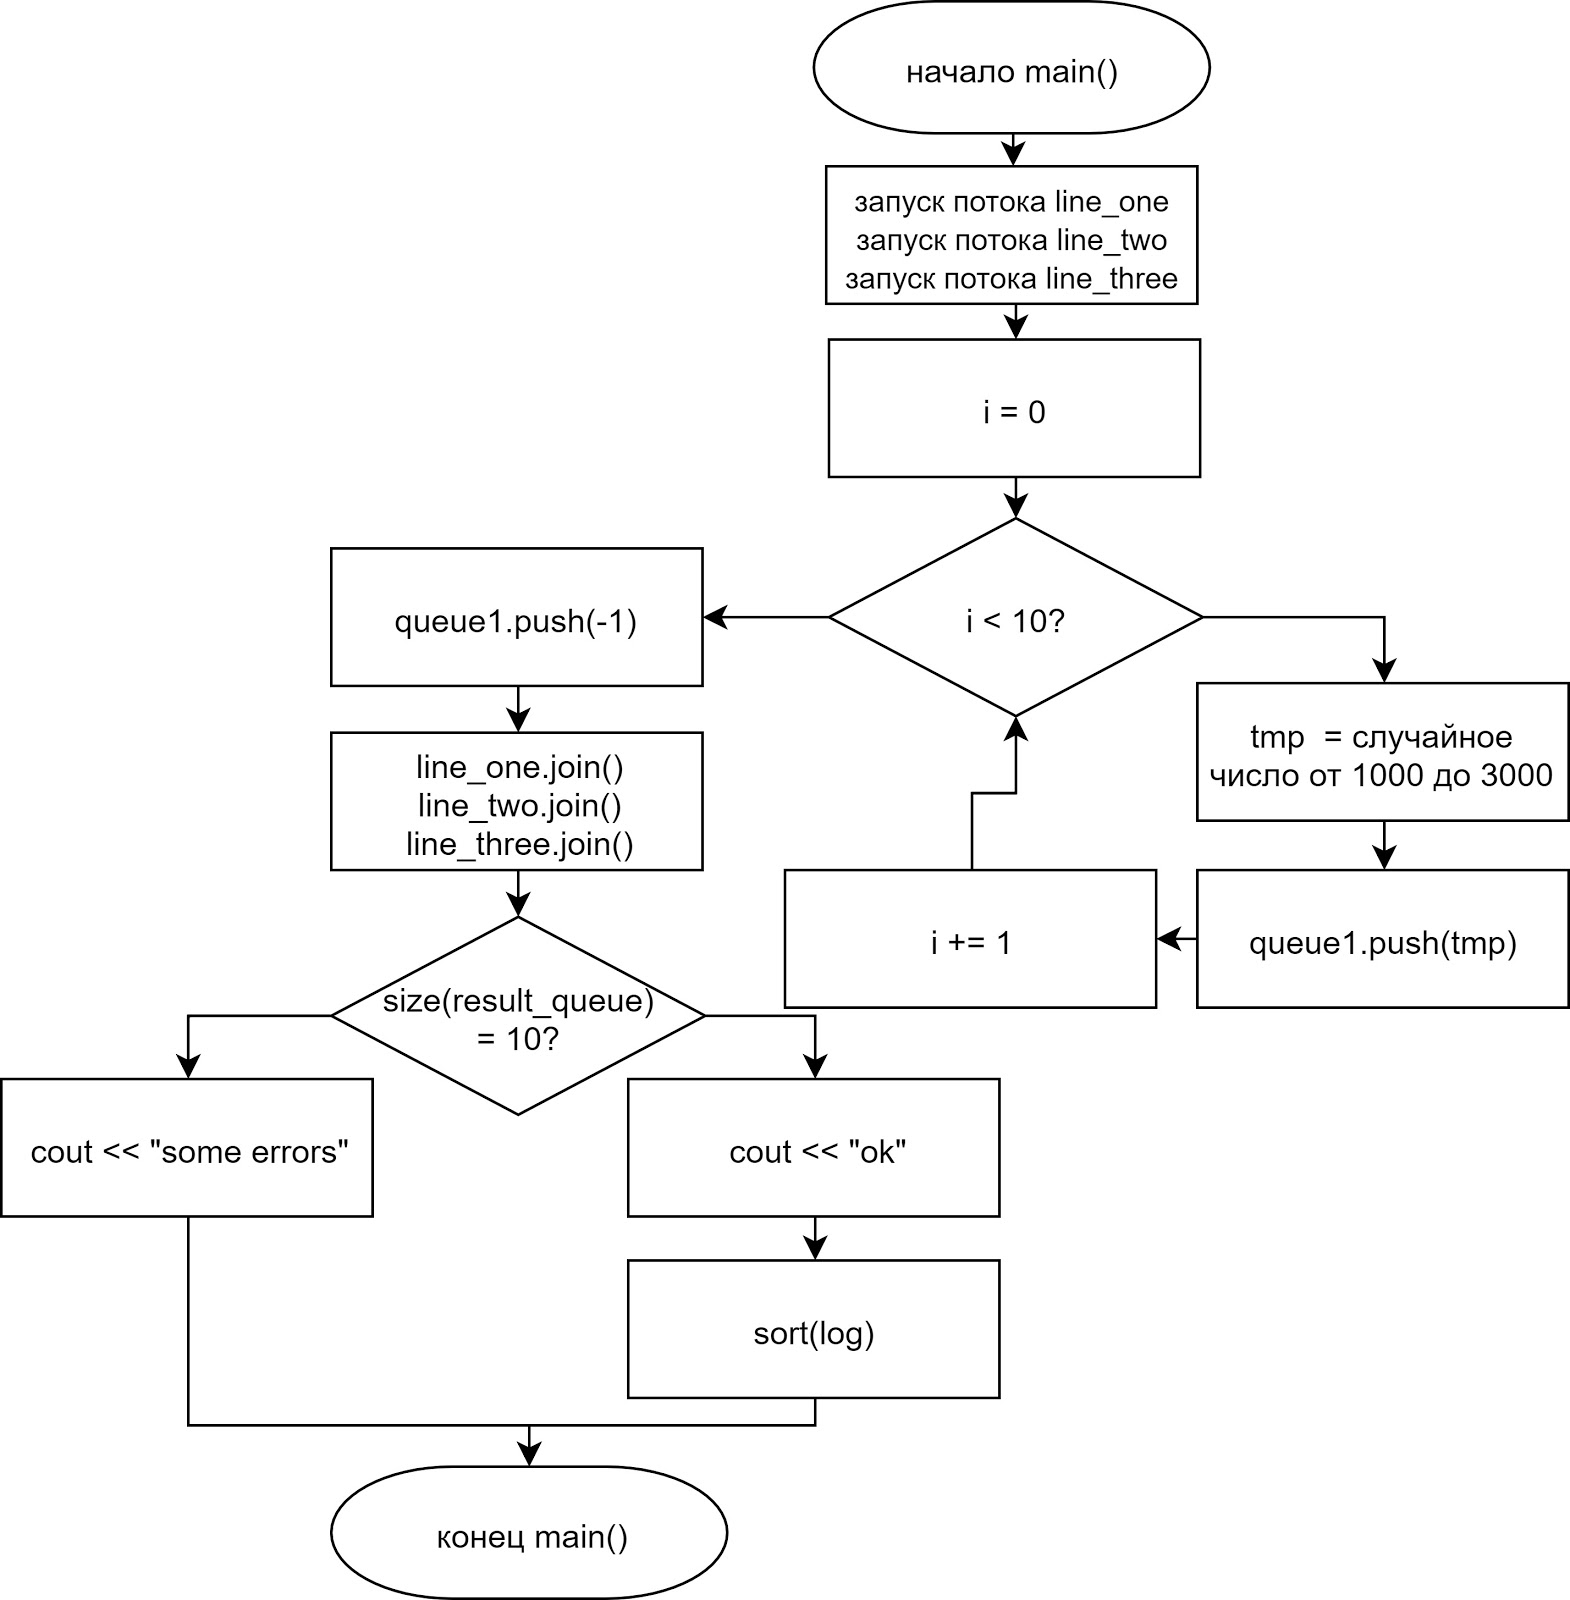 начало main()
запуск потока line_one
запуск потока line_two
запуск потока line_three
i = 0
i < 10?
queue1.push(-1)
line_one.join()
line_two.join()
line_three.join()
tmp  = случайное
число от 1000 до 3000
queue1.push(tmp)
i += 1
size(result_queue)
= 10?
cout << "some errors"
cout << "ok"
sort(log)
конец main()